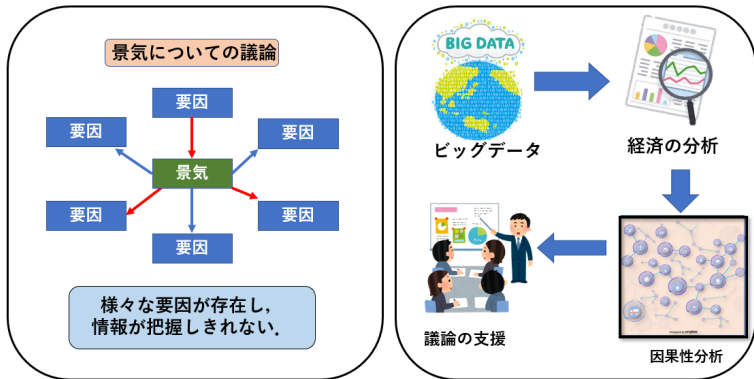 景気についての議論
要因
要因
要因
景気
要因
要因
要因
様々な要因が存在し,
情報が把握しきれない.
BIG DATA
ビッグデータ
経済の分析
議論の支援
因果性分析